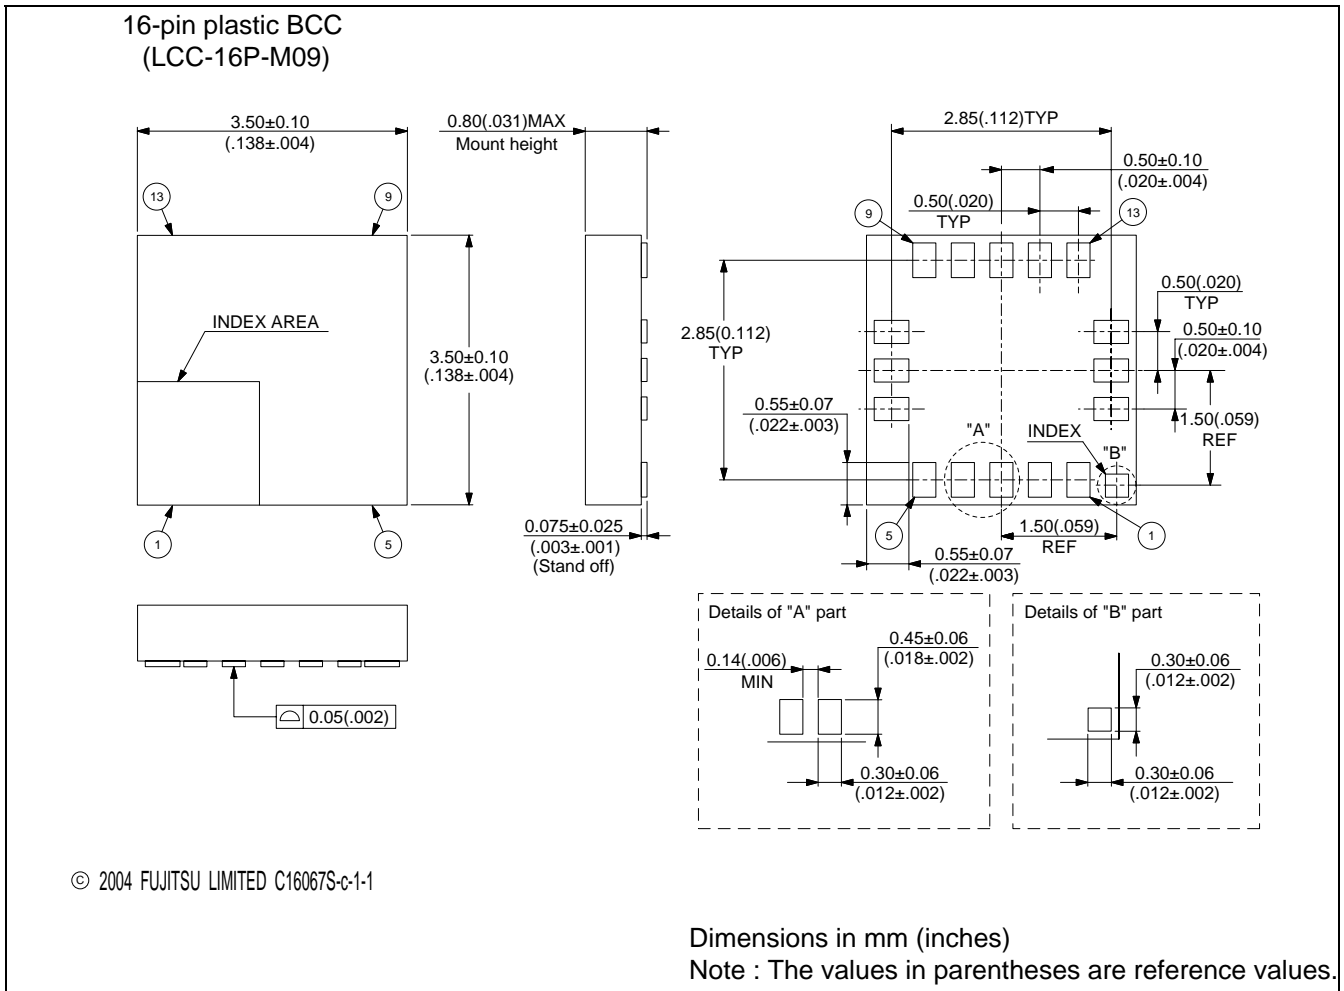 16-pin plastic BCC
(LCC-16P-M09)
3.50±0.10
(.138±.004)
0.80(.031)MAX
Mount height
2.85(.112)TYP
0.50±0.10
(.020±.004)
0.50(.020)
TYP
13
9
9
13
INDEX AREA
3.50±0.10
(.138±.004)
2.85(0.112)
TYP
0.50(.020)
TYP
0.50±0.10
(.020±.004)
0.55±0.07
(.022±.003)
"A"
INDEX
"B"
1.50(.059)
REF
1
5
0.075±0.025
(.003±.001)
(Stand off)
5
1.50(.059)
REF
1
0.55±0.07
(.022±.003)
0.05(.002)
Details of "A" part
0.14(.006)
MIN
0.45±0.06
(.018±.002)
0.30±0.06
(.012±.002)
Details of "B" part
0.30±0.06
(.012±.002)
0.30±0.06
(.012±.002)
© 2004 FUJITSU LIMITED C16067S-c-1-1
Dimensions in mm (inches)
Note : The values in parentheses are reference values.